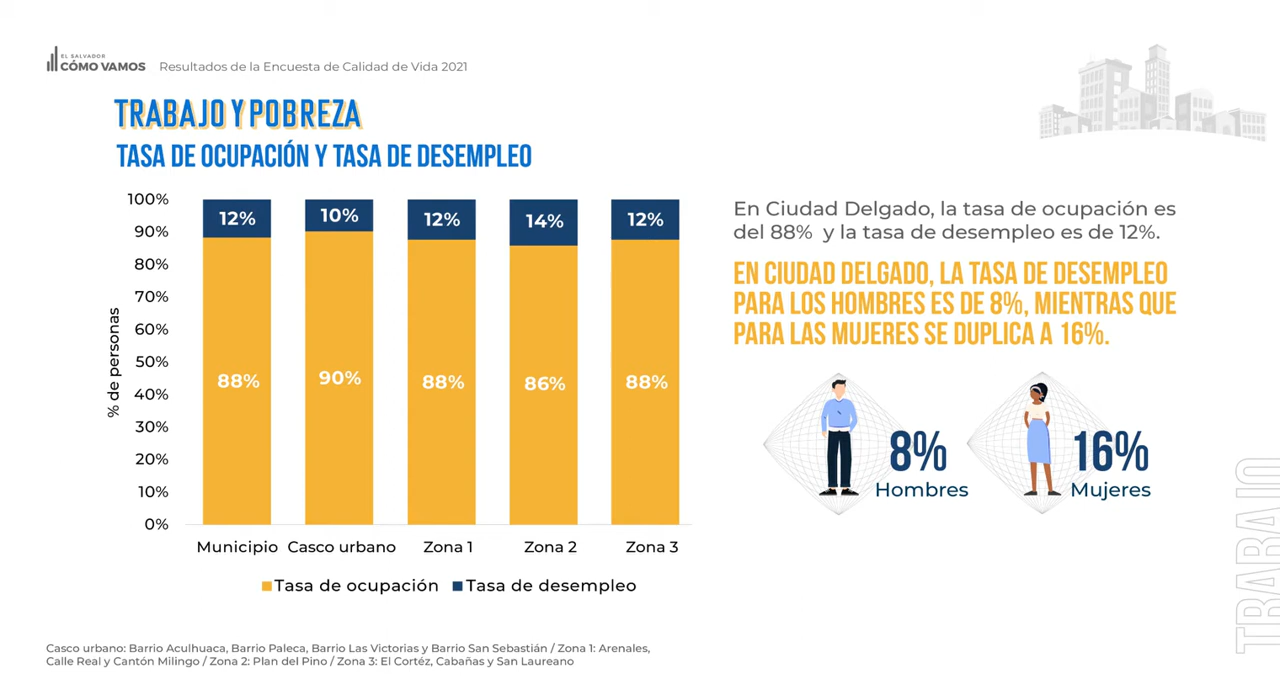 EL SALVADOR
CÓMO VAMOS
Resultados de la Encuesta de Calidad de Vida 2021
TRABAJO Y POBREZA
TASA DE OCUPACIÓN Y TASA DE DESEMPLEO
% de personas
100%
90%
80%
70%
60%
50%
40%
30%
20%
10%
0%
12%
10%
12%
14%
12%
88%
90%
88%
86%
88%
Municipio
Casco urbano
Zona 1
Zona 2
Zona 3
Tasa de ocupación
Tasa de desempleo
En Ciudad Delgado, la tasa de ocupación es
del 88% y la tasa de desempleo es de 12%.
EN CIUDAD DELGADO, LA TASA DE DESEMPLEO
PARA LOS HOMBRES ES DE 8%, MIENTRAS QUE
PARA LAS MUJERES SE DUPLICA A 16%.
8%
Hombres
16%
Mujeres
TRABAJO
Casco urbano: Barrio Aculhuaca, Barrio Paleca, Barrio Las Victorias y Barrio San Sebastián / Zona 1: Arenales,
Calle Real y Cantón Milingo / Zona 2: Plan del Pino / Zona 3: El Cortéz, Cabañas y San Laureano